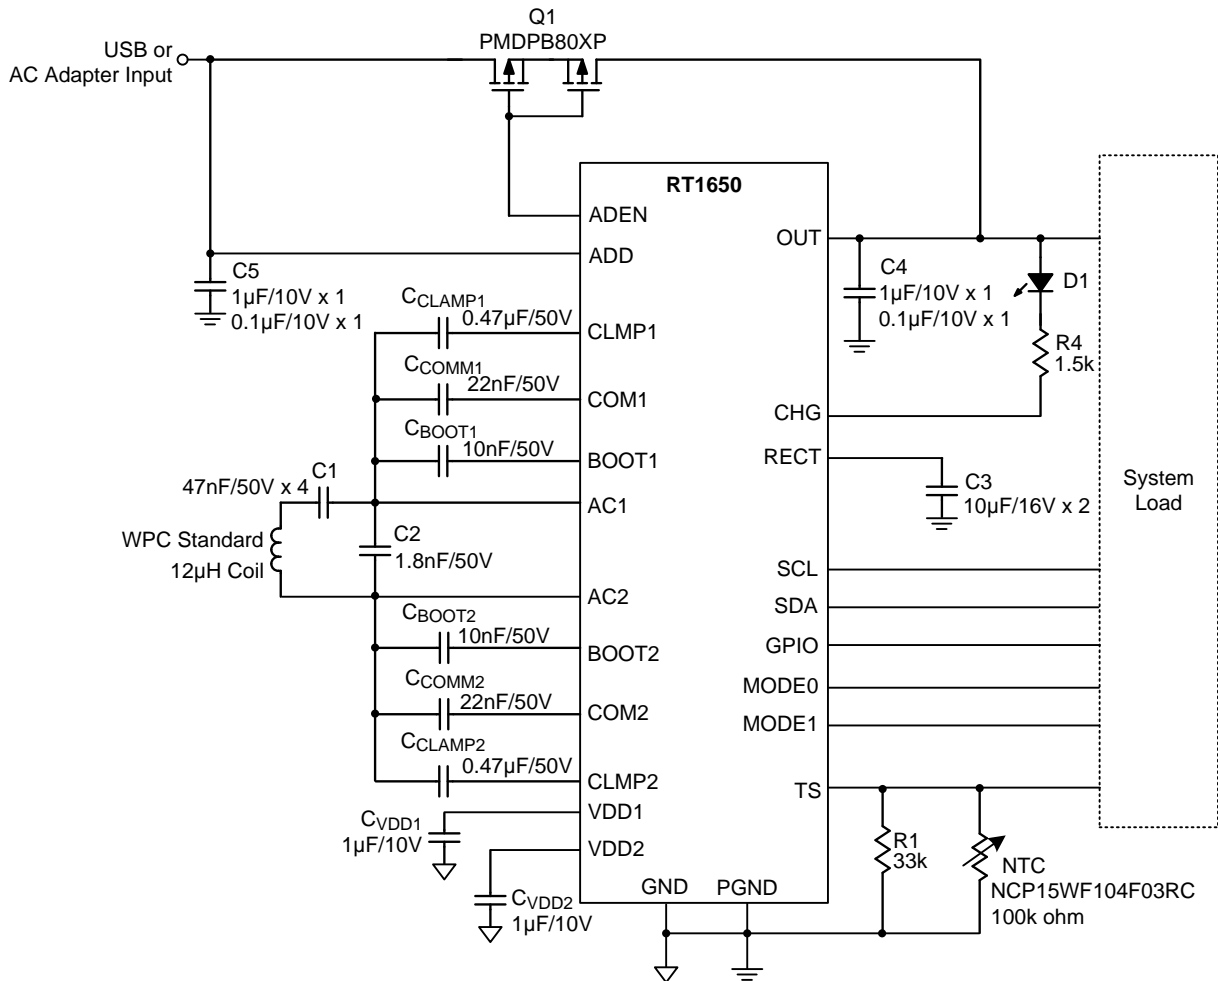 Q1
PMDPB80XP
USB or
AC Adapter Input
RT1650
ADEN
ADD
OUT
C5
1µF/10V x 1
0.1µF/10V x 1
C4
1µF/10V x 1
0.1µF/10V x 1
D1
R4
1.5k
CCLAMP1
0.47µF/50V
CLMP1
CCOMM1
22nF/50V
COM1
CHG
CBOOT1
10nF/50V
BOOT1
RECT
C3
10µF/16V x 2
System
Load
C1
47nF/50V x 4
AC1
C2
1.8nF/50V
WPC Standard
12µH Coil
AC2
SCL
SDA
GPIO
MODE0
MODE1
CBOOT2
10nF/50V
BOOT2
CCOMM2
22nF/50V
COM2
CCLAMP2
0.47µF/50V
CLMP2
TS
CVDD1
1µF/10V
VDD1
VDD2
CVDD2
1µF/10V
GND
PGND
R1
33k
NTC
NCP15WF104F03RC
100k ohm